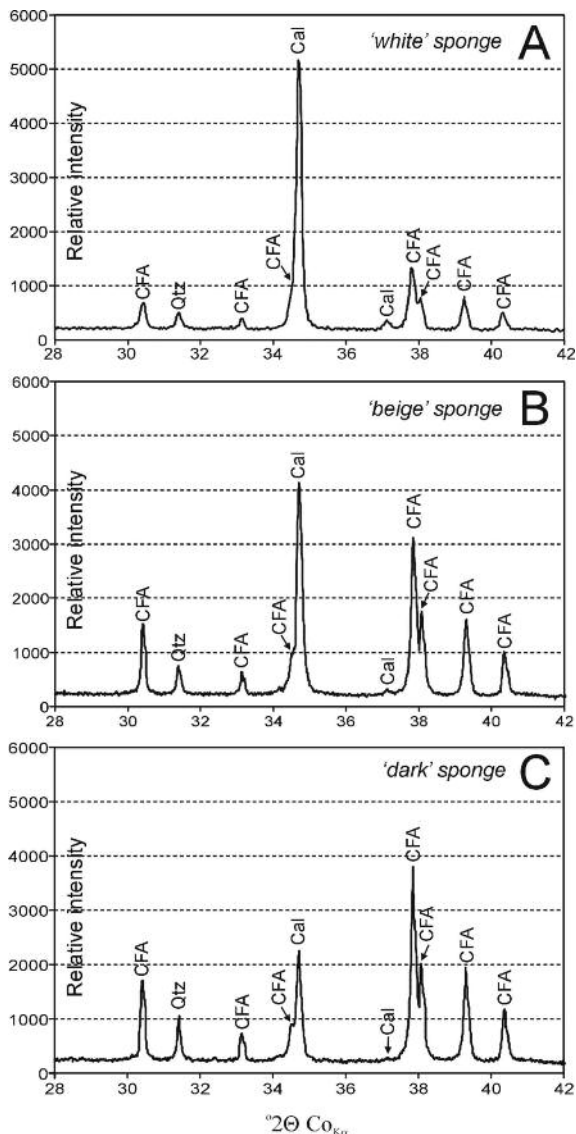 'white' sponge A
Relative intensity
6000
5000
4000
3000
2000
1000
0
CFA
Qtz
CFA
CFA
Cal
Cal
CFA
CFA
CFA
CFA
28 30 32 34 36 38 40 42
'beige' sponge B
Relative intensity
6000
5000
4000
3000
2000
1000
0
CFA
Qtz
CFA
CFA
Cal
Cal
CFA
CFA
CFA
CFA
28 30 32 34 36 38 40 42
'dark' sponge C
Relative intensity
6000
5000
4000
3000
2000
1000
0
CFA
Qtz
CFA
CFA
Cal
Cal
CFA
CFA
CFA
CFA
28 30 32 34 36 38 40 42
°2Θ Co Kα